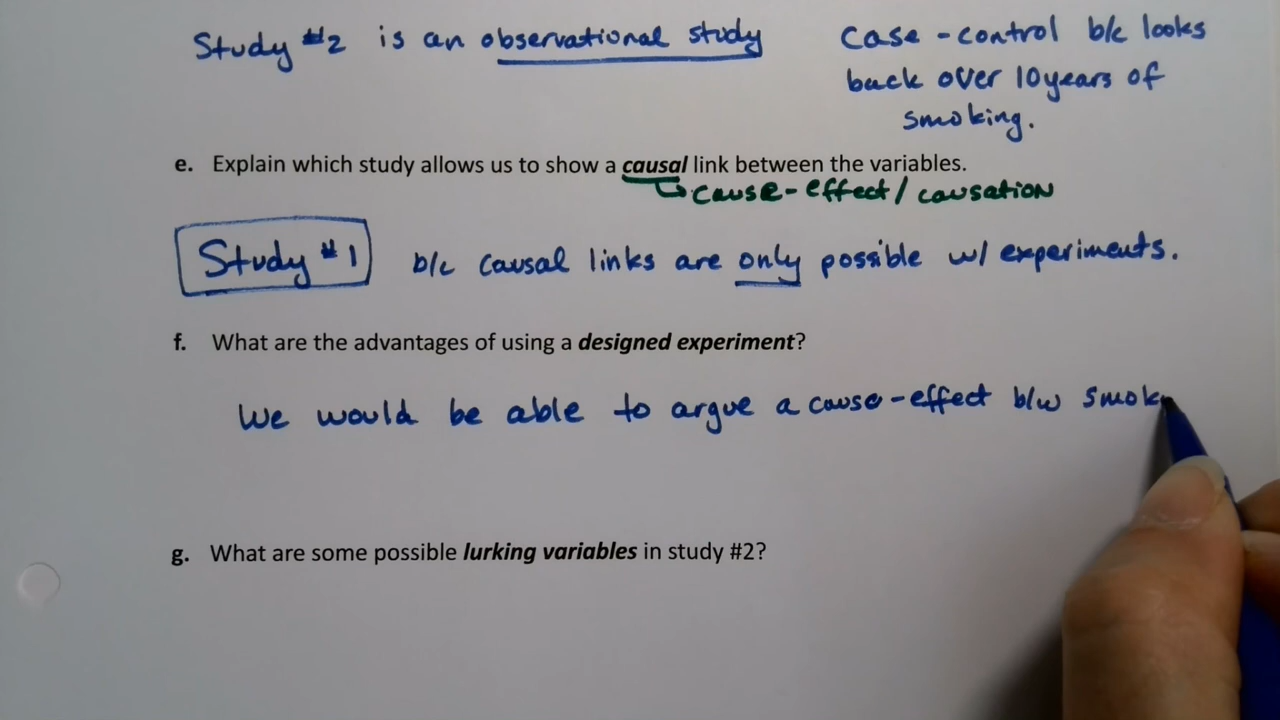 Study #2 is an observational study
case-control b/c looks
back over 10 years of
smoking.
e. Explain which study allows us to show a causal link between the variables.
cause-effect / causation
Study #1 b/c causal links are only possible w/ experiments.
f. What are the advantages of using a designed experiment?
We would be able to argue a cause-effect b/w smok
g. What are some possible lurking variables in study #2?